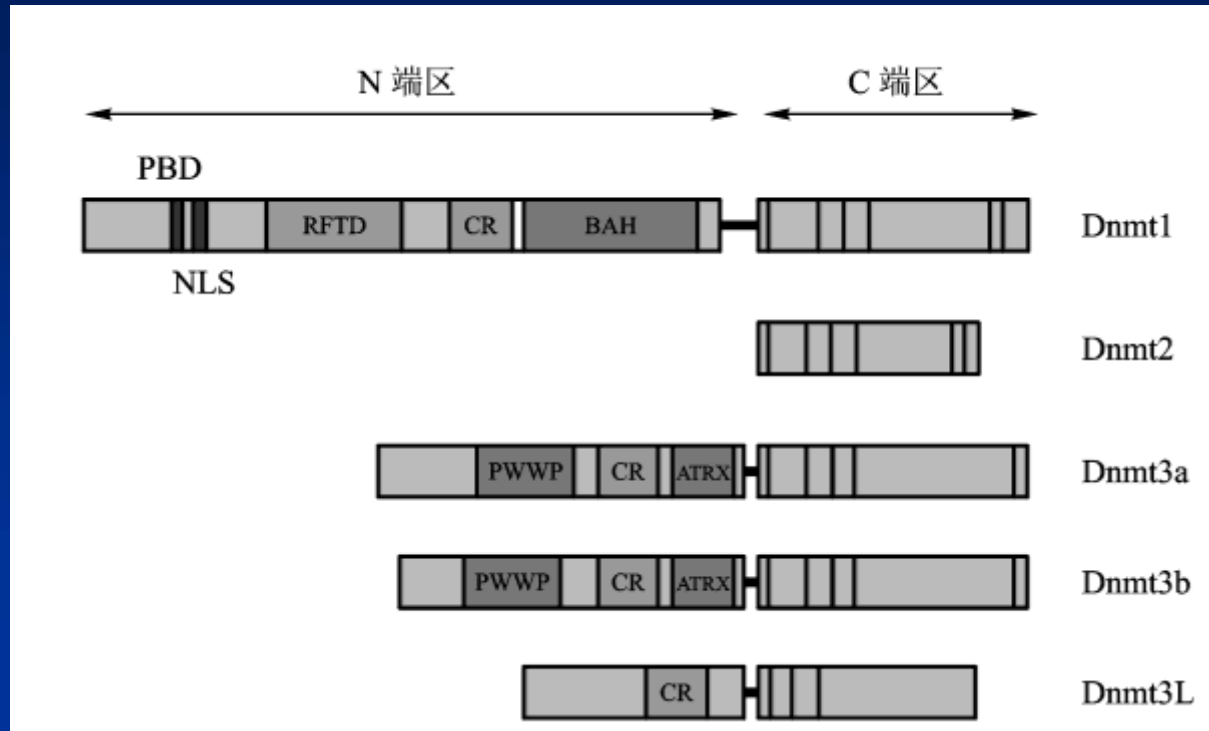 N 端区 C 端区
PBD
RFTD CR BAH Dnmt1
NLS
Dnmt2
PWWP CR ATRX Dnmt3a
PWWP CR ATRX Dnmt3b
CR Dnmt3L